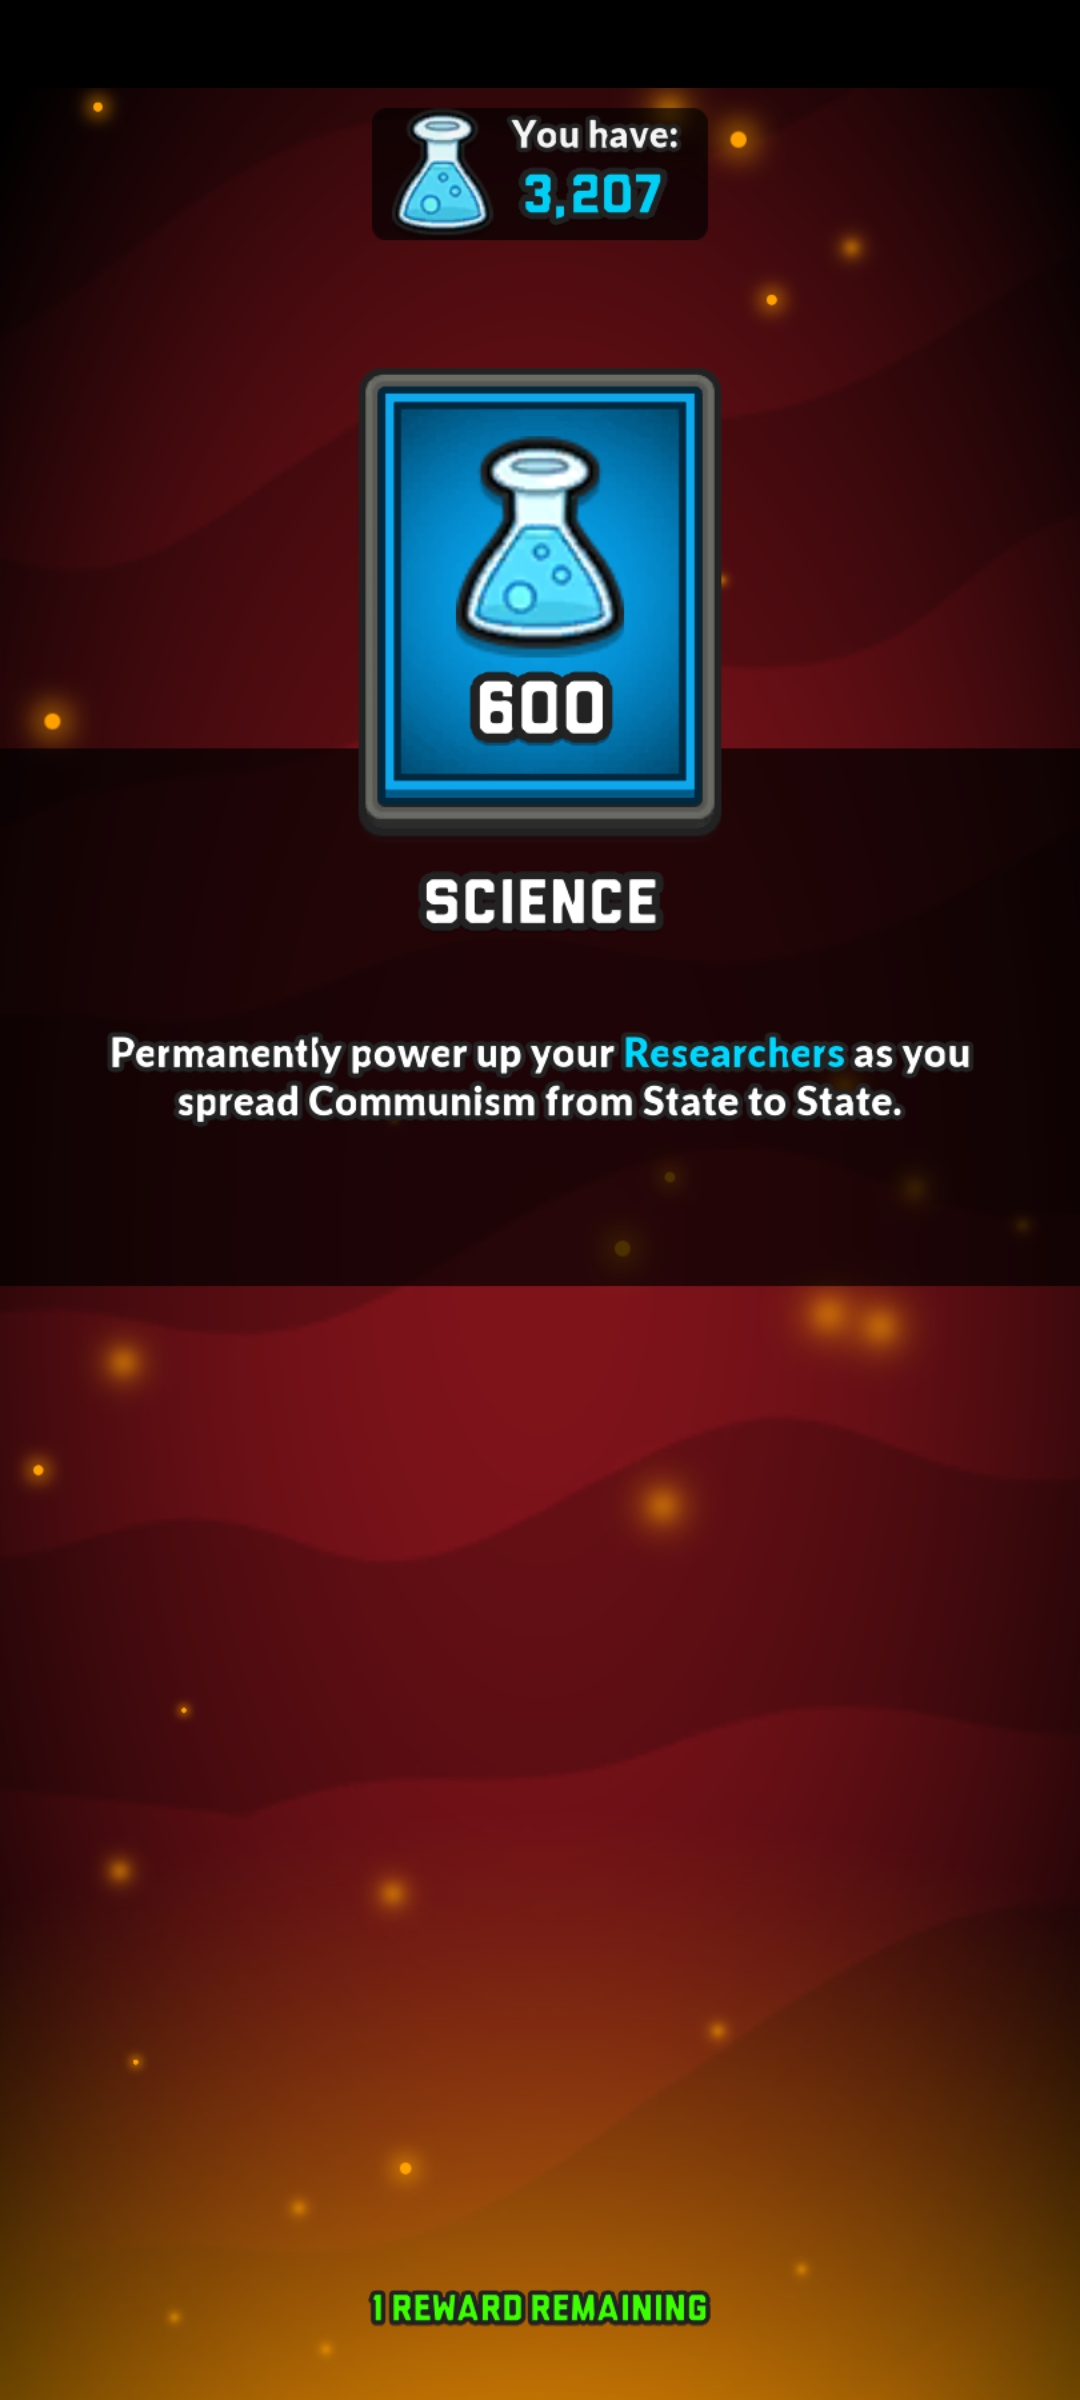 You have:
3,207
600
SCIENCE
Permanently power up your Researchers as you
spread Communism from State to State.
1 REWARD REMAINING